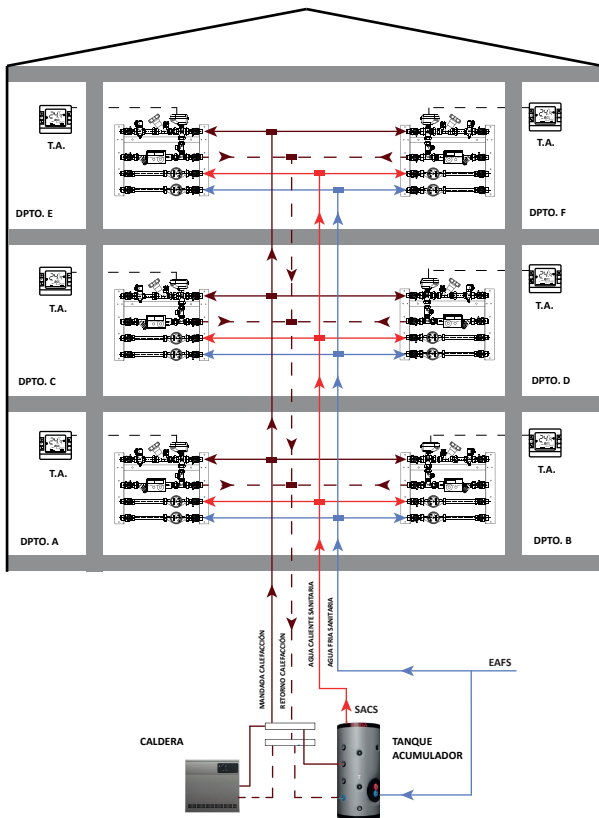 T.A.
T.A.
DPTO. E
DPTO. F
T.A.
T.A.
DPTO. C
DPTO. D
T.A.
T.A.
DPTO. A
DPTO. B
MANDADA CALEFACCIÓN
RETORNO CALEFACCIÓN
AGUA CALIENTE SANITARIA
AGUA FRIA SANITARIA
EAFS
SACS
CALDERA
TANQUE
ACUMULADOR